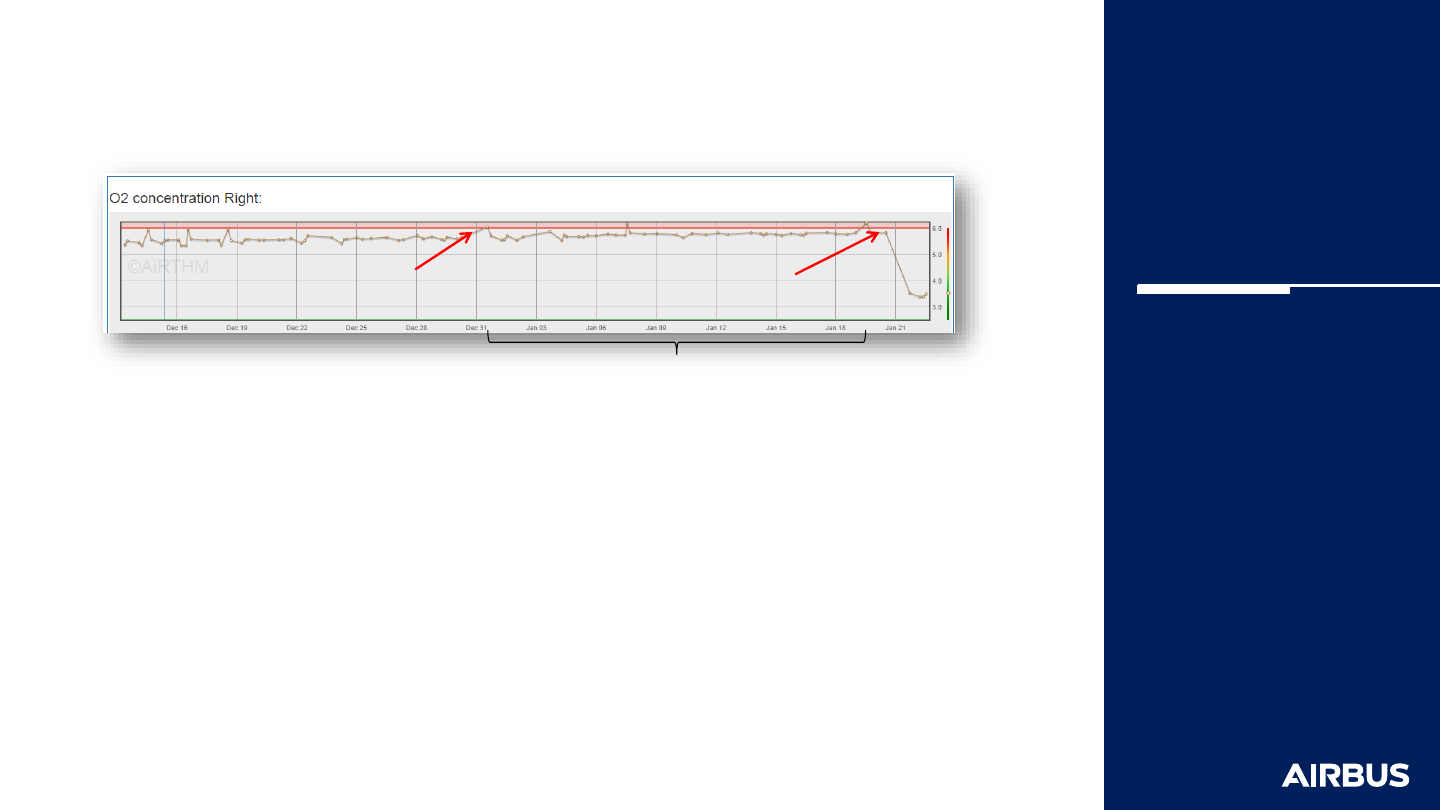 O2 concentration Right:
6.0
©AiRTHM
5.0
4.0
3.0
Dec 16 Dec 19 Dec 22 Dec 25 Dec 28 Dec 31 Jan 03 Jan 06 Jan 09 Jan 12 Jan 15 Jan 18 Jan 21
AIRBUS